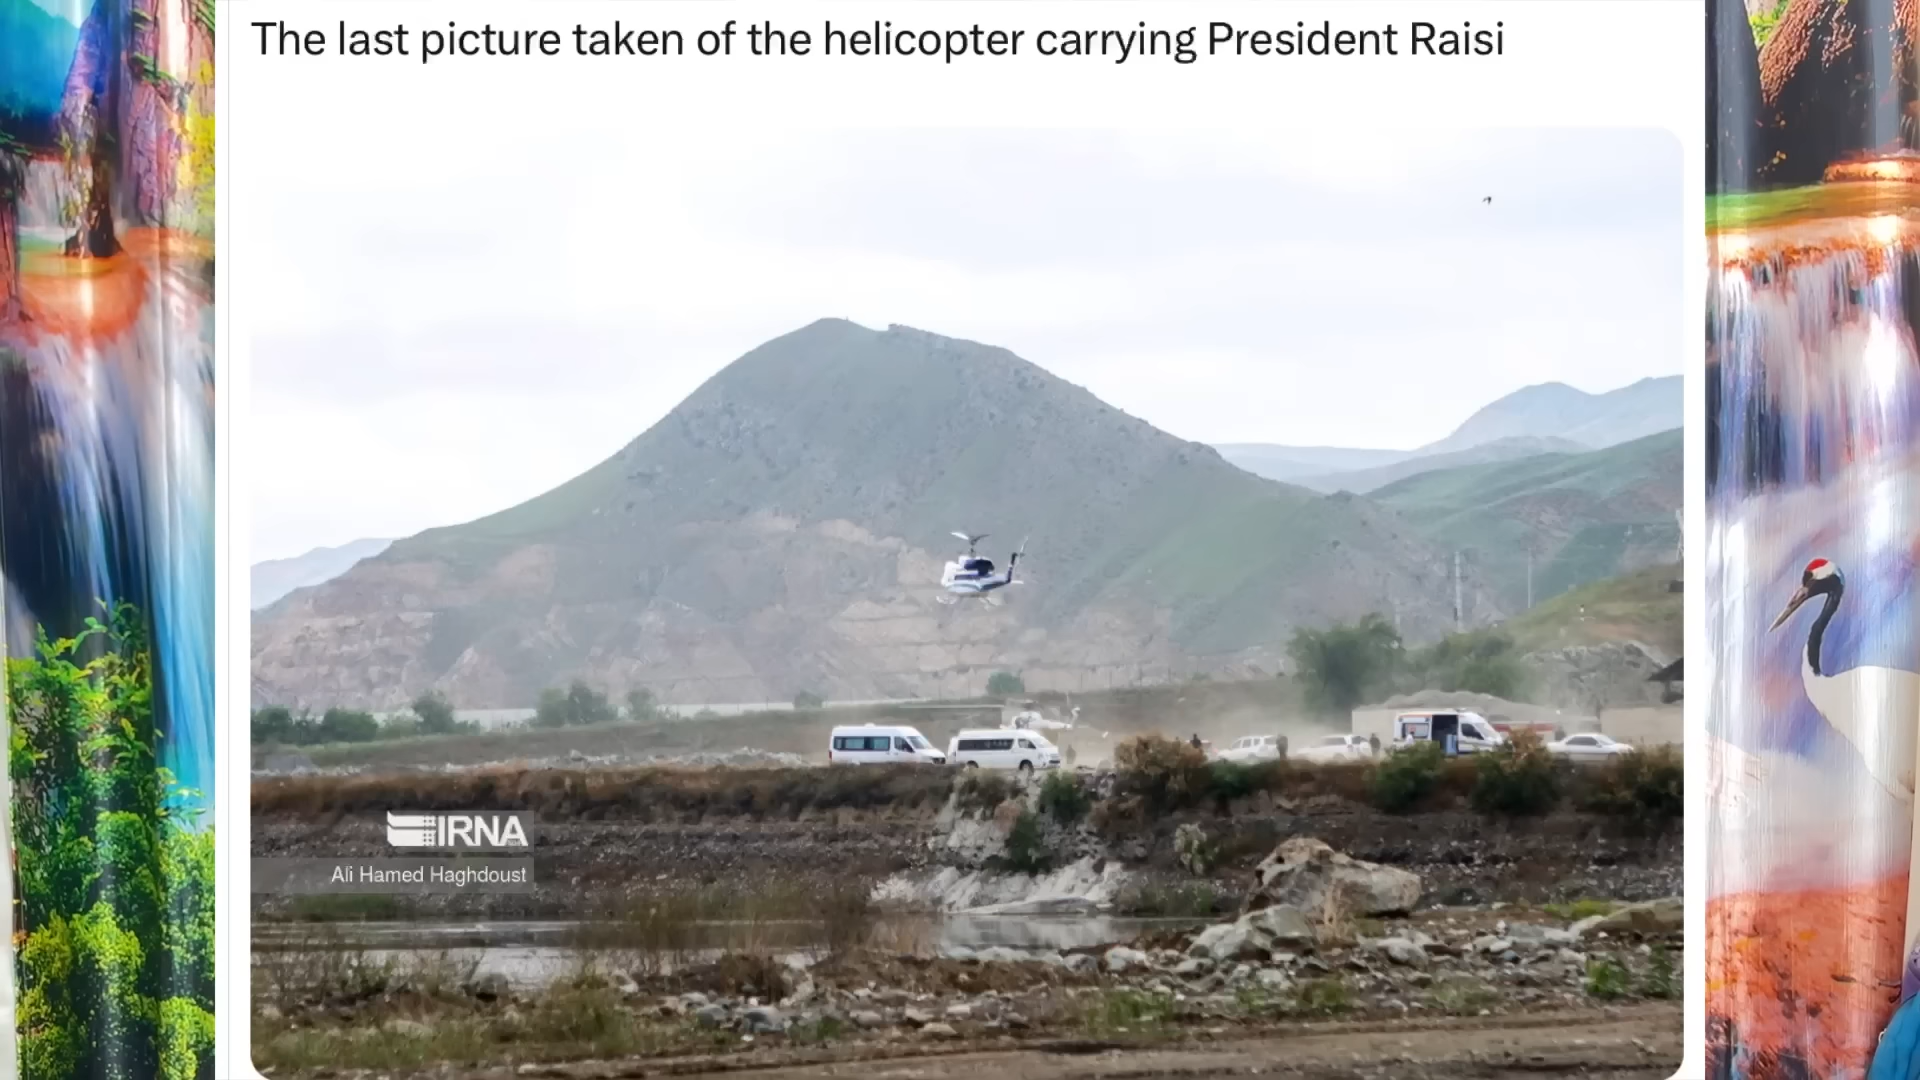 The last picture taken of the helicopter carrying President Raisi
IRNA
Ali Hamed Haghdoust